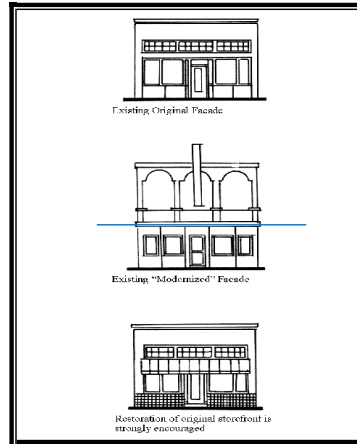 Existing Original Facade
Existing "Modernized" Facade
Restoration of original storefront is
strongly encouraged